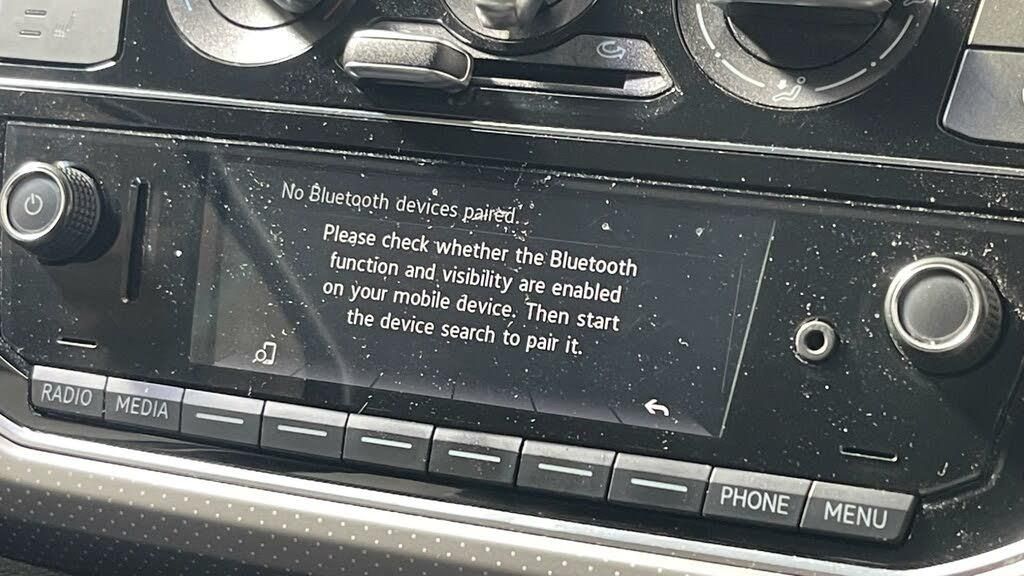 No Bluetooth devices paired.
Please check whether the Bluetooth
function and visibility are enabled
on your mobile device. Then start
the device search to pair it.
RADIO
MEDIA
PHONE
MENU